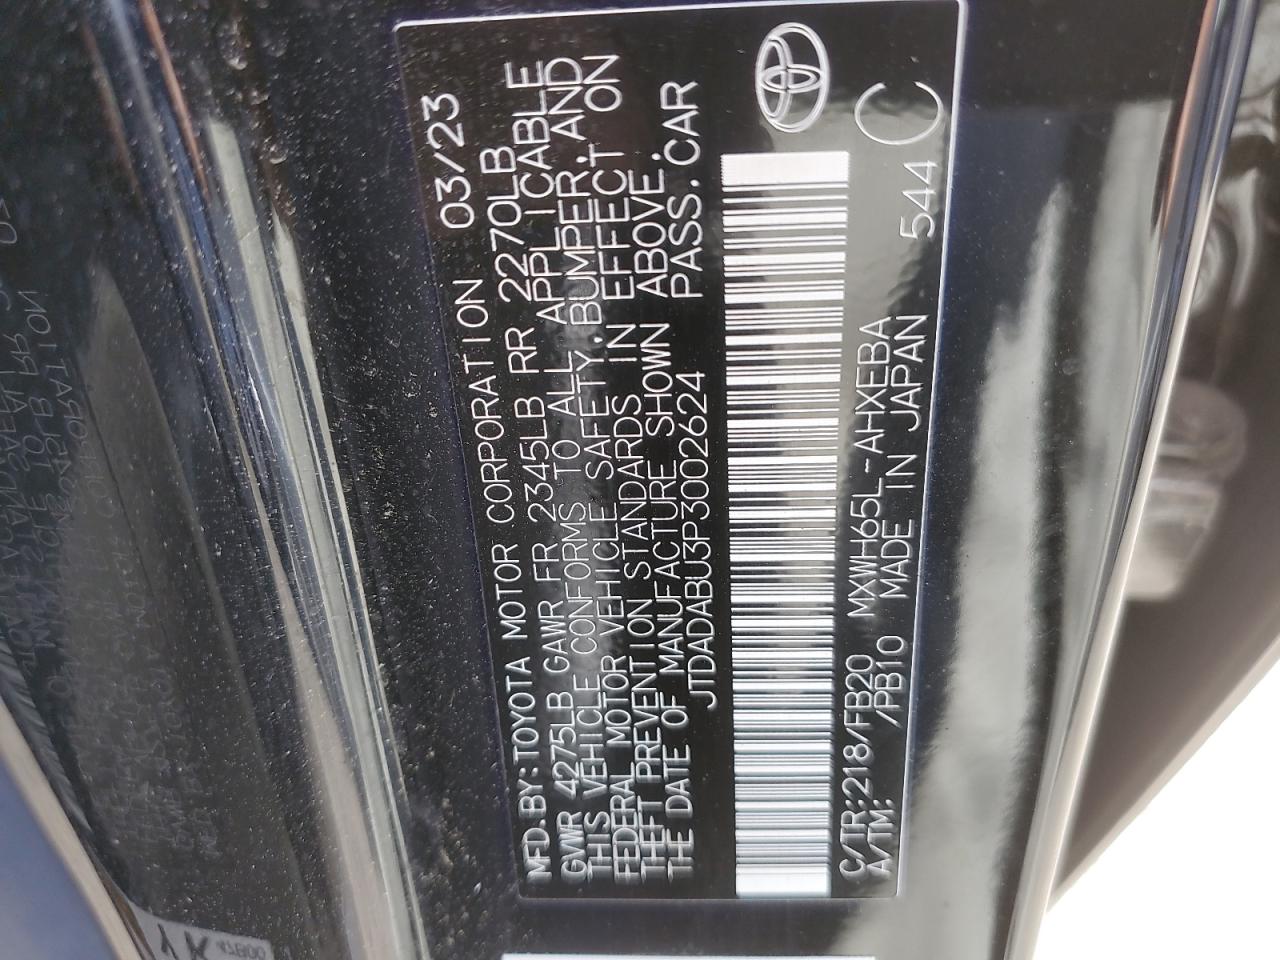 MFD.BY:TOYOTA MOTOR CORPORATION 03/23
GVWR 4275LB GAWR FR 2345LB RR 2270LB
THIS VEHICLE CONFORMS TO ALL APPLICABLE
FEDERAL MOTOR VEHICLE SAFETY,BUMPER,AND
THEFT PREVENTION STANDARDS IN EFFECT ON
THE DATE OF MANUFACTURE SHOWN ABOVE.
JTDADABU3P3002624 PASS.CAR
C/TR:218/FB20 MXWH65L-AHXEBA
A/TM: /PB10 MADE IN JAPAN 544
C